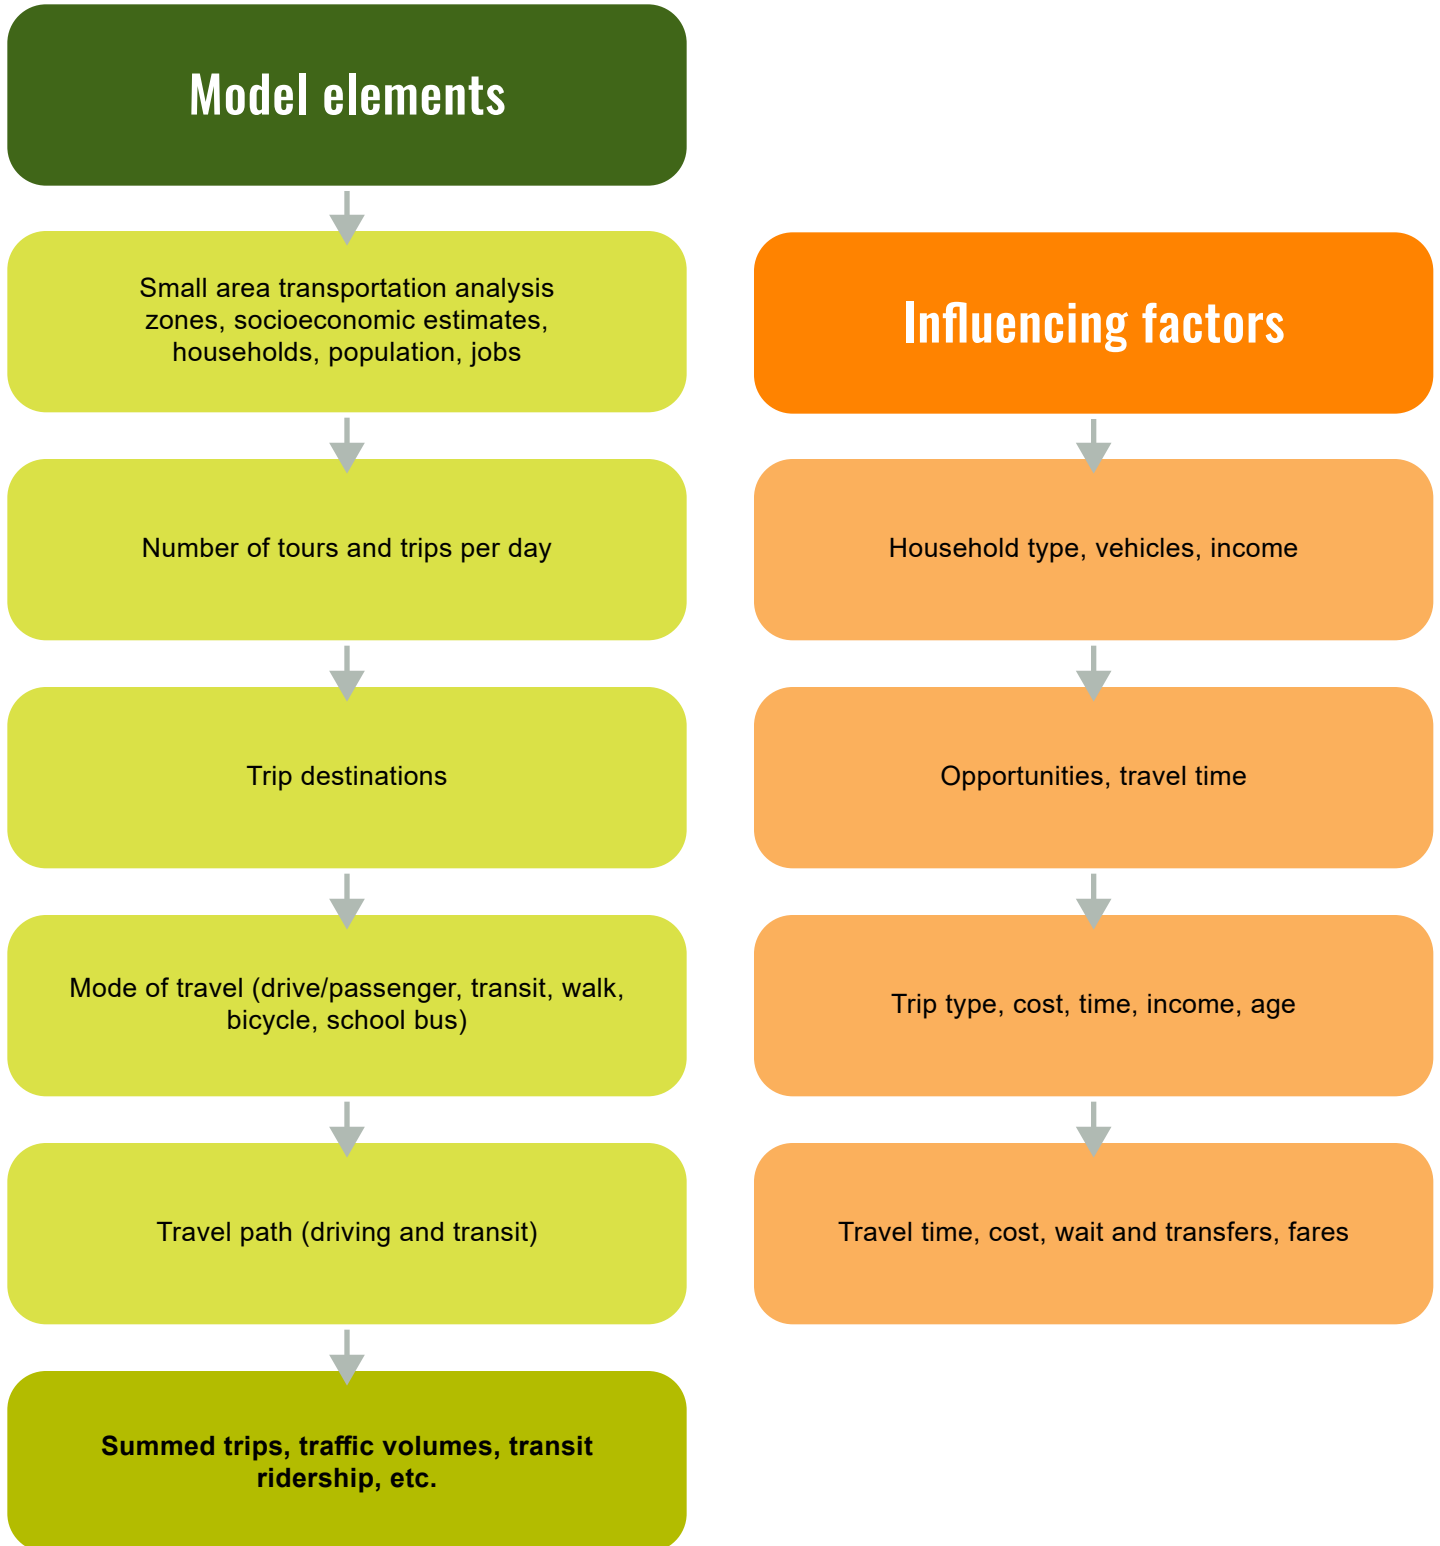 Model elements
Small area transportation analysis
zones, socioeconomic estimates,
households, population, jobs
Influencing factors
Number of tours and trips per day
Household type, vehicles, income
Trip destinations
Opportunities, travel time
Mode of travel (drive/passenger, transit, walk,
bicycle, school bus)
Trip type, cost, time, income, age
Travel path (driving and transit)
Travel time, cost, wait and transfers, fares
Summed trips, traffic volumes, transit
ridership, etc.